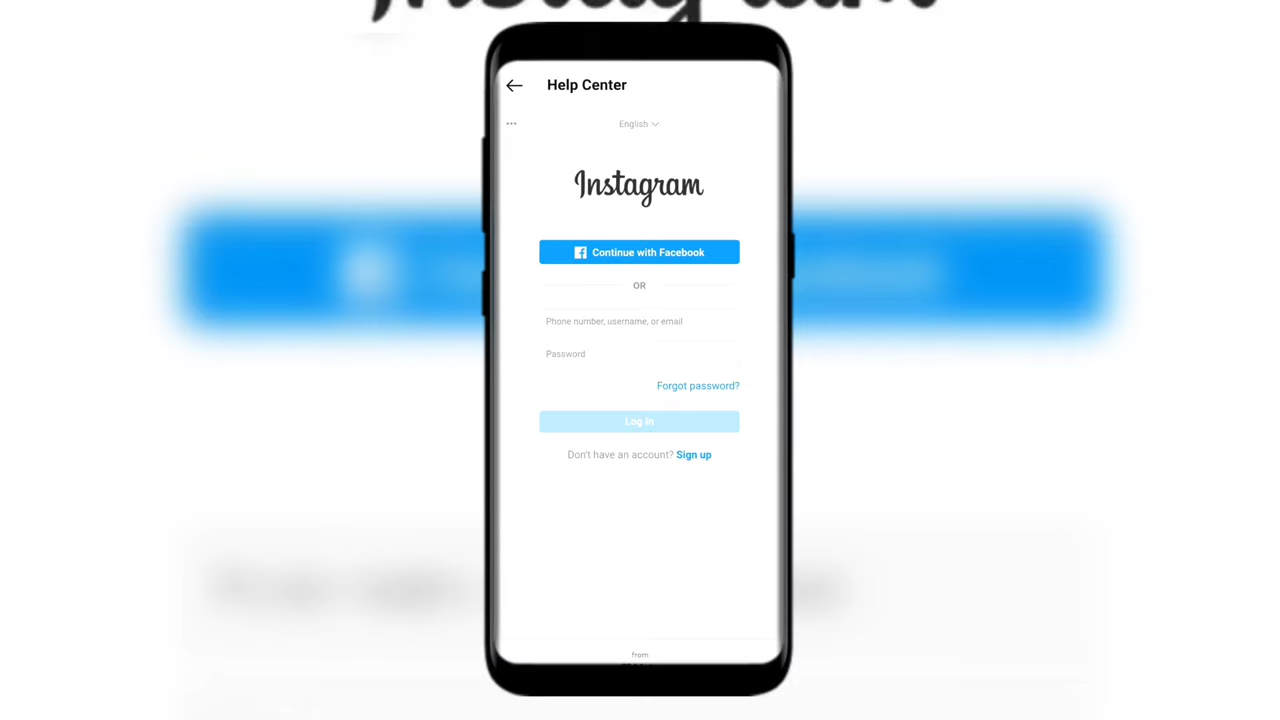 Instagram
Help Center
...
English
Instagram
Continue with Facebook
OR
Phone number, username, or email
Password
Forgot password?
Log In
Don't have an account? Sign up
from